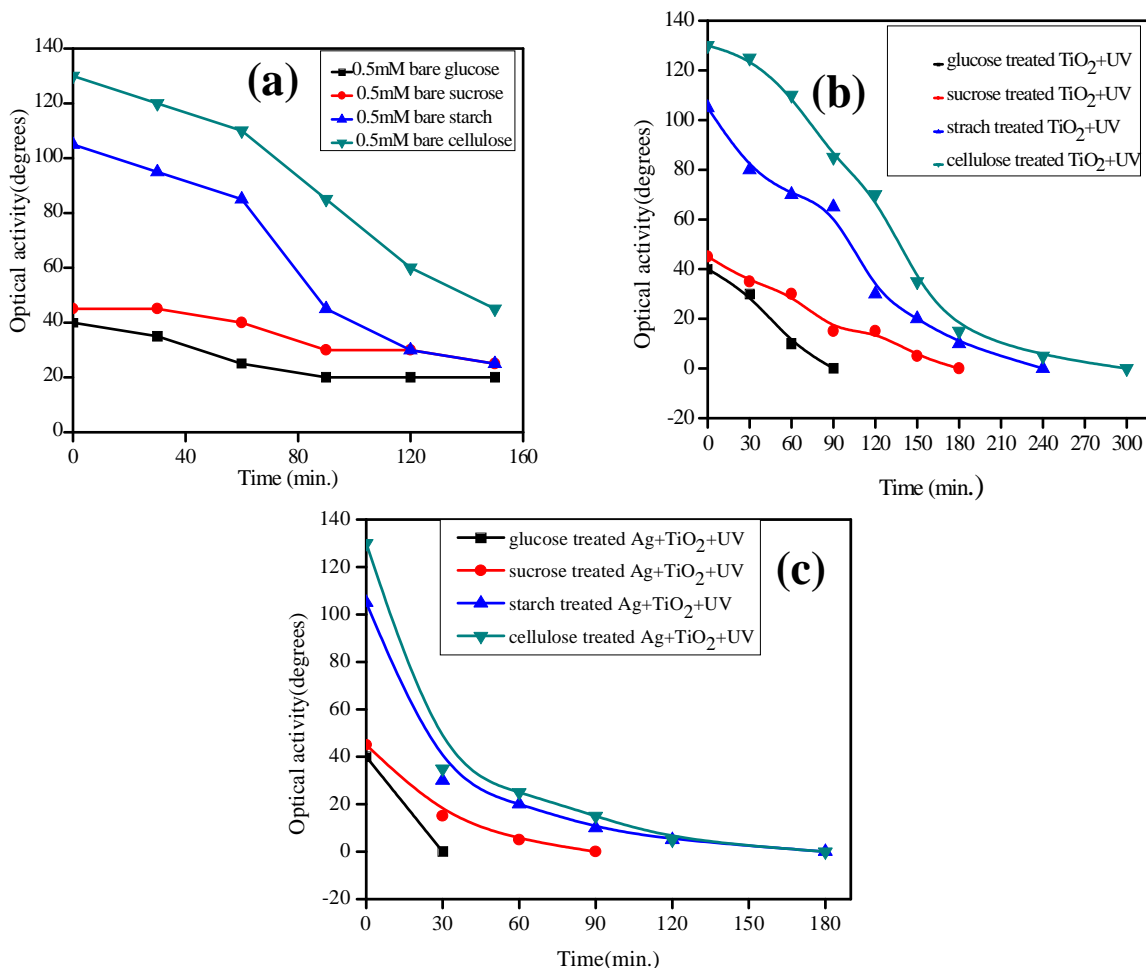 (a)
0.5mM bare glucose
0.5mM bare sucrose
0.5mM bare starch
0.5mM bare cellulose
Optical activity(degrees)
140
120
100
80
60
40
20
0
0 40 80 120 160
Time (min.)
(b)
glucose treated TiO2+UV
sucrose treated TiO2+UV
strach treated TiO2+UV
cellulose treated TiO2+UV
Optical activity(degrees)
140
120
100
80
60
40
20
0
-20
0 30 60 90 120 150 180 210 240 270 300
Time (min.)
(c)
glucose treated Ag+TiO2+UV
sucrose treated Ag+TiO2+UV
starch treated Ag+TiO2+UV
cellulose treated Ag+TiO2+UV
Optical activity(degrees)
140
120
100
80
60
40
20
0
-20
0 30 60 90 120 150 180
Time(min.)